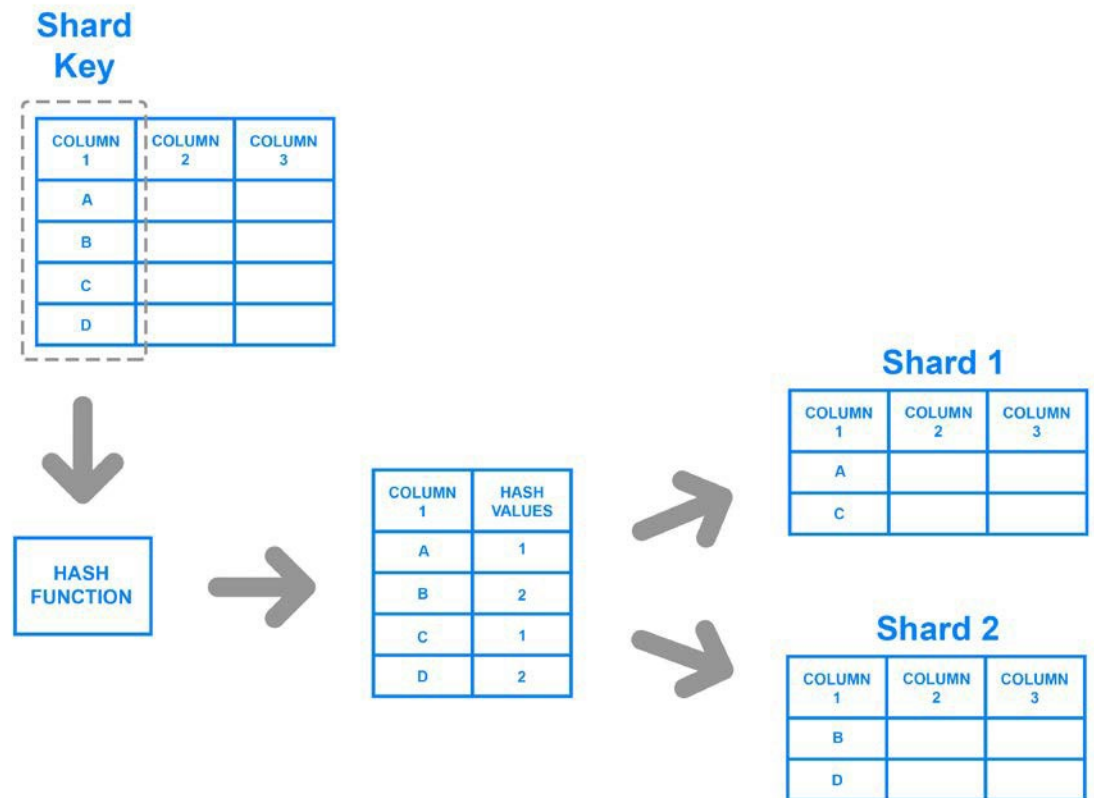 Shard
Key
COLUMN COLUMN COLUMN
1 2 3
A
B
C
D
HASH
FUNCTION
COLUMN HASH
1 VALUES
A 1
B 2
C 1
D 2
Shard 1
COLUMN COLUMN COLUMN
1 2 3
A
C
Shard 2
COLUMN COLUMN COLUMN
1 2 3
B
D